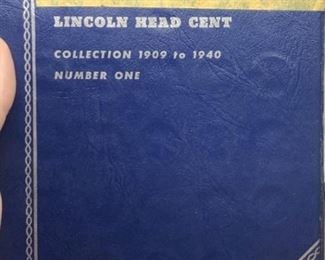 LINCOLN HEAD CENT
COLLECTION 1909 to 1940
NUMBER ONE